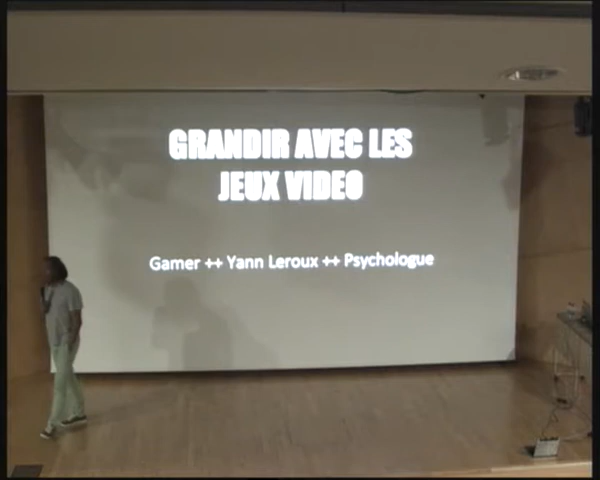 GRANDIR AVEC LES
JEUX VIDEO
Gamer ++ Yann Leroux ++ Psychologue